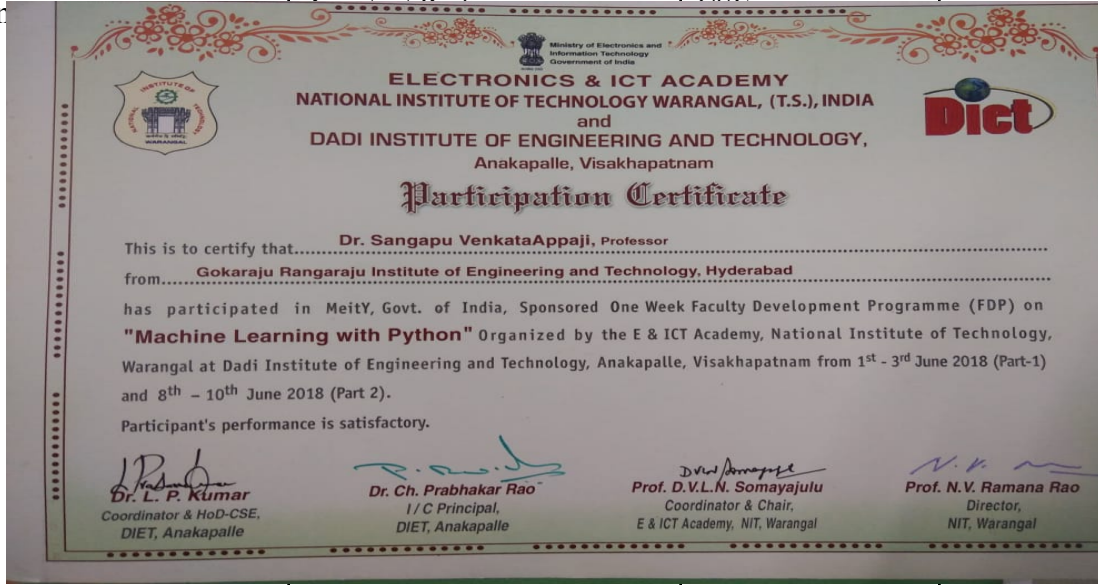 Ministry of Electronics and
Information Technology
Government of India
ELECTRONICS & ICT ACADEMY
NATIONAL INSTITUTE OF TECHNOLOGY WARANGAL, (T.S.), INDIA
and
DADI INSTITUTE OF ENGINEERING AND TECHNOLOGY,
Anakapalle, Visakhapatnam
NATIONAL INSTITUTE OF TECHNOLOGY
WARANGAL
Diet
Participation Certificate
This is to certify that......Dr. Sangapu VenkataAppaji, Professor
from......Gokaraju Rangaraju Institute of Engineering and Technology, Hyderabad
has participated in MeitY, Govt. of India, Sponsored One Week Faculty Development Programme (FDP) on
"Machine Learning with Python" Organized by the E & ICT Academy, National Institute of Technology,
Warangal at Dadi Institute of Engineering and Technology, Anakapalle, Visakhapatnam from 1st - 3rd June 2018 (Part-1)
and 8th – 10th June 2018 (Part 2).
Participant's performance is satisfactory.
Dr. L. P. Kumar
Coordinator & HoD-CSE,
DIET, Anakapalle
Dr. Ch. Prabhakar Rao
I / C Principal,
DIET, Anakapalle
Prof. D.V.L.N. Somayajulu
Coordinator & Chair,
E & ICT Academy, NIT, Warangal
Prof. N.V. Ramana Rao
Director,
NIT, Warangal